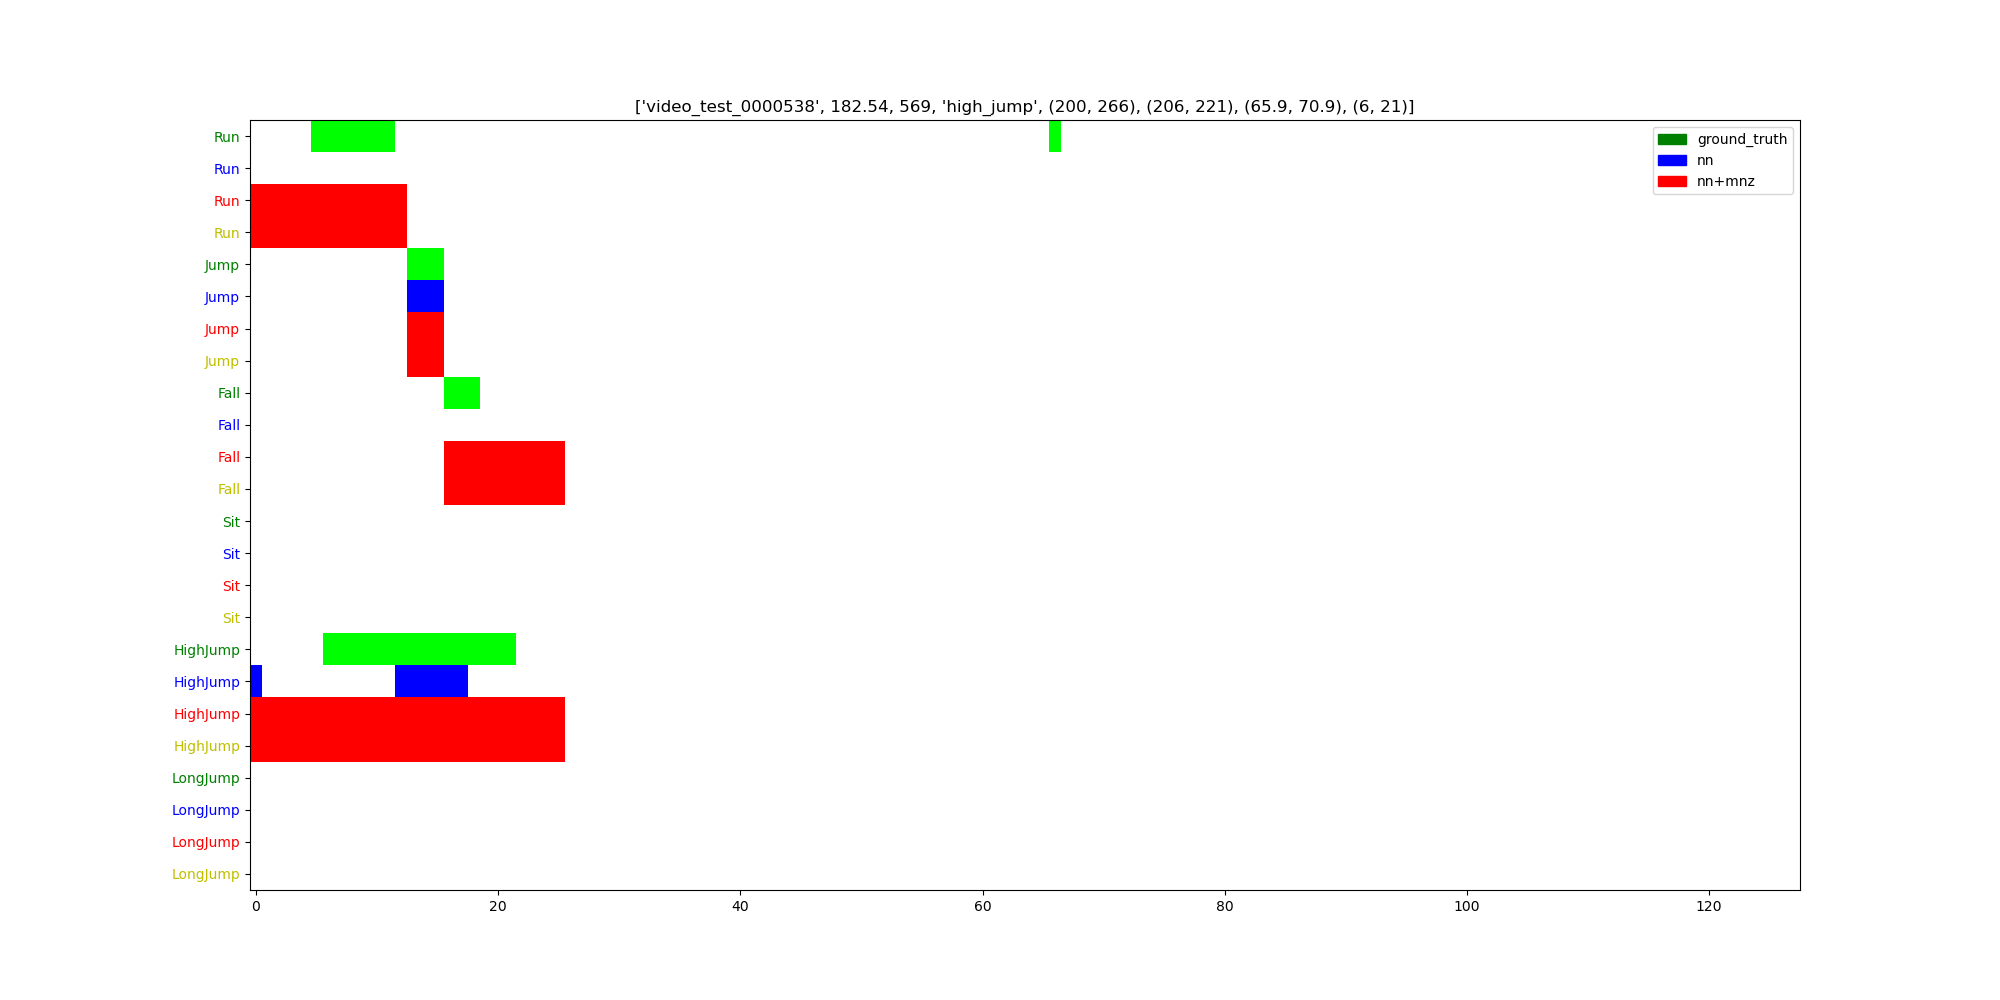 ['video_test_0000538', 182.54, 569, 'high_jump', (200, 266), (206, 221), (65.9, 70.9), (6, 21)]
Run
Run
Run
Run
Jump
Jump
Jump
Jump
Fall
Fall
Fall
Fall
Sit
Sit
Sit
Sit
HighJump
HighJump
HighJump
HighJump
LongJump
LongJump
LongJump
LongJump
ground_truth
nn
nn+mnz
0 20 40 60 80 100 120